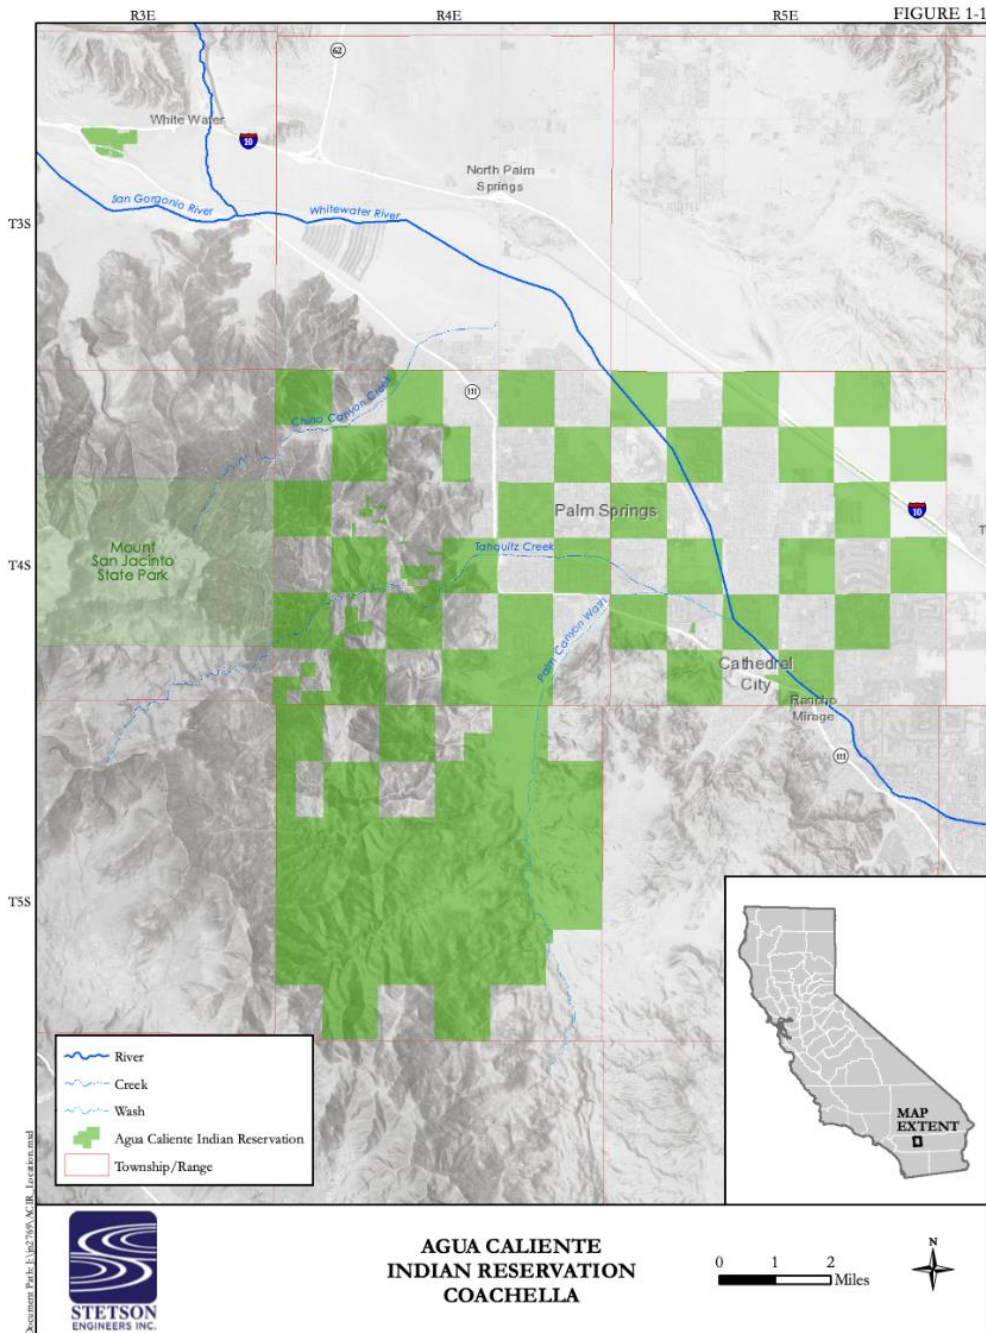 R3E
R4E
R5E
FIGURE 1-1
62
White Water
10
North Palm
Springs
San Gorgonio River
Whitewater River
T3S
111
Chino Canyon Creek
10
Palm Springs
Tahquitz Creek
Mount
San Jacinto
State Park
T4S
Palm Canyon Wash
Cathedral
City
Rancho
Mirage
111
T5S
River
Creek
Wash
Agua Caliente Indian Reservation
Township/Range
MAP
EXTENT
AGUA CALIENTE
INDIAN RESERVATION
COACHELLA
0 1 2
Miles
N
STETSON
ENGINEERS INC.